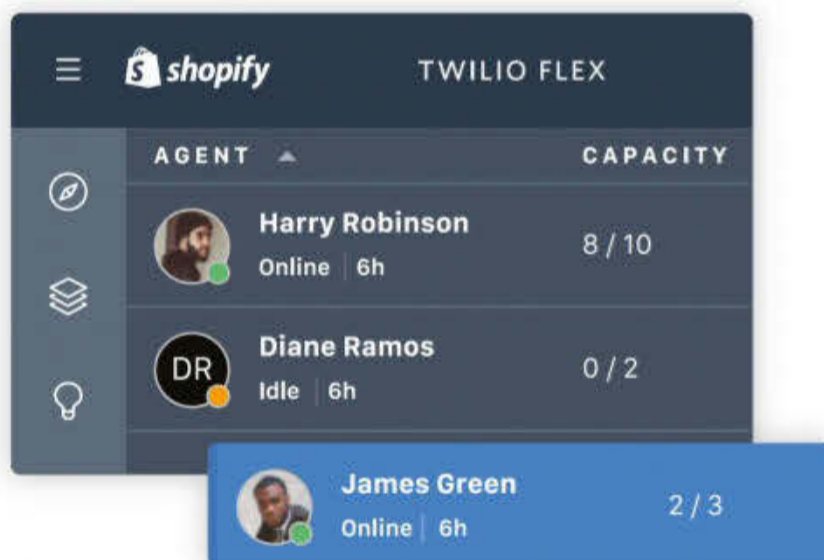 shopify TWILIO FLEX
AGENT CAPACITY
Harry Robinson
8 / 10
Online 6h
Diane Ramos
DR
0 / 2
Idle 6h
James Green
2 / 3
Online 6h